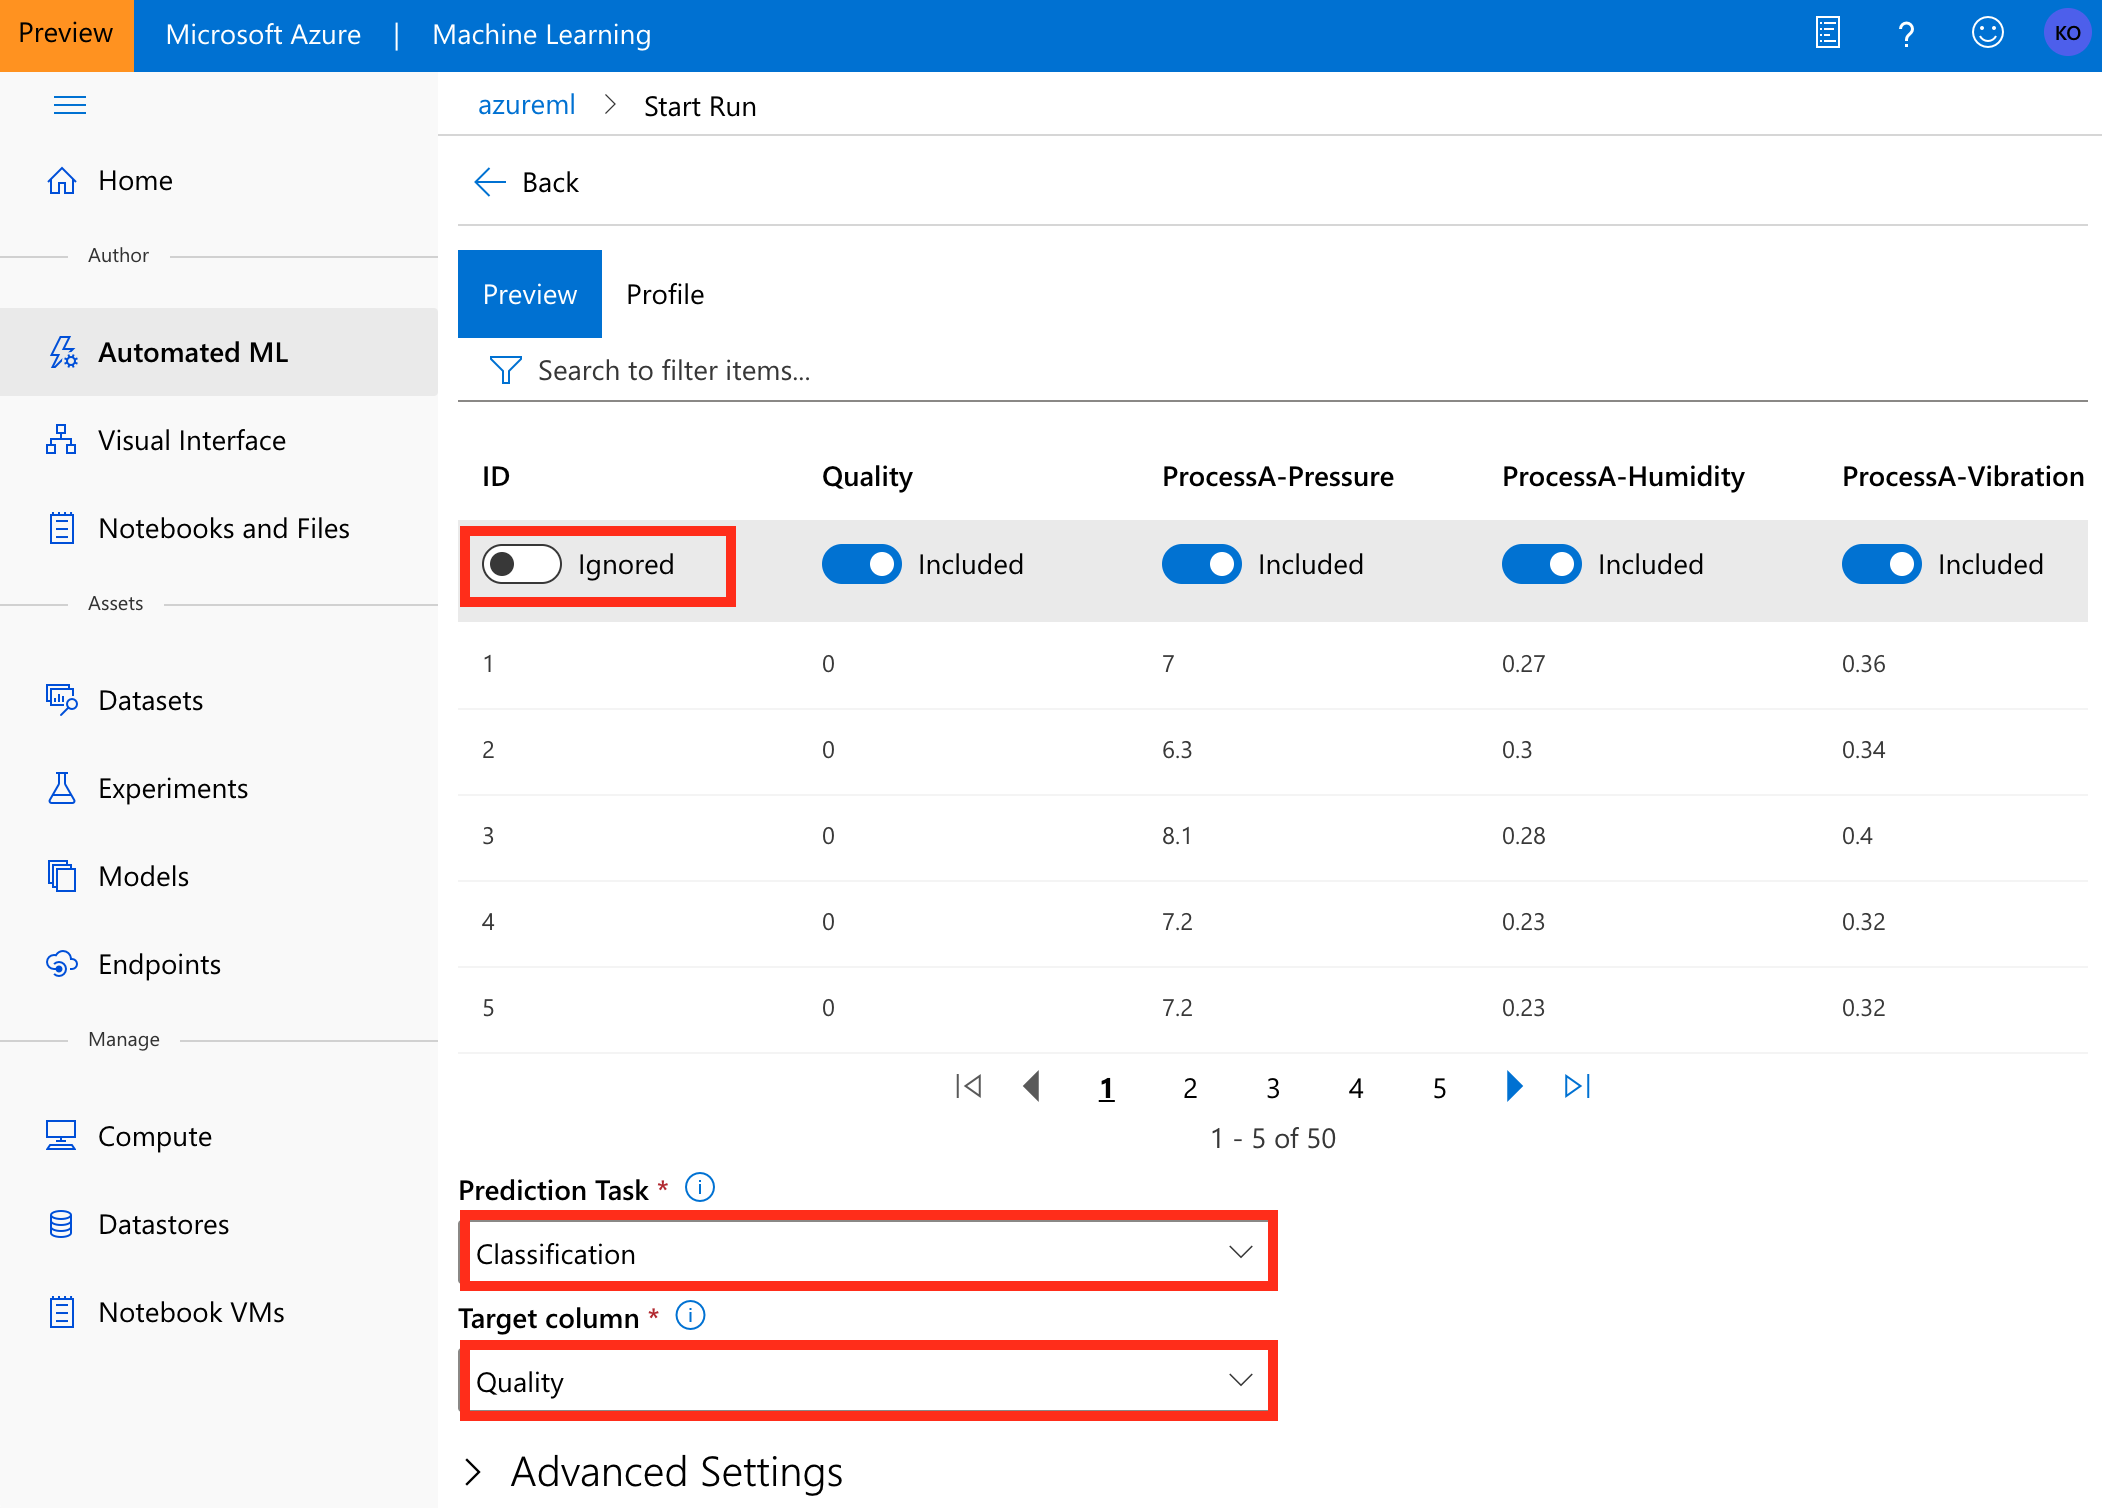 Preview
Microsoft Azure | Machine Learning
?
KO
azureml > Start Run
Home
Back
Author
Preview
Profile
Automated ML
Search to filter items...
Visual Interface
Notebooks and Files
Assets
Datasets
Experiments
Models
Endpoints
Manage
Compute
Datastores
Notebook VMs
ID Quality ProcessA-Pressure ProcessA-Humidity ProcessA-Vibration
Ignored Included Included Included Included
1 0 7 0.27 0.36
2 0 6.3 0.3 0.34
3 0 8.1 0.28 0.4
4 0 7.2 0.23 0.32
5 0 7.2 0.23 0.32
1 2 3 4 5
1 - 5 of 50
Prediction Task * i
Classification
Target column * i
Quality
Advanced Settings